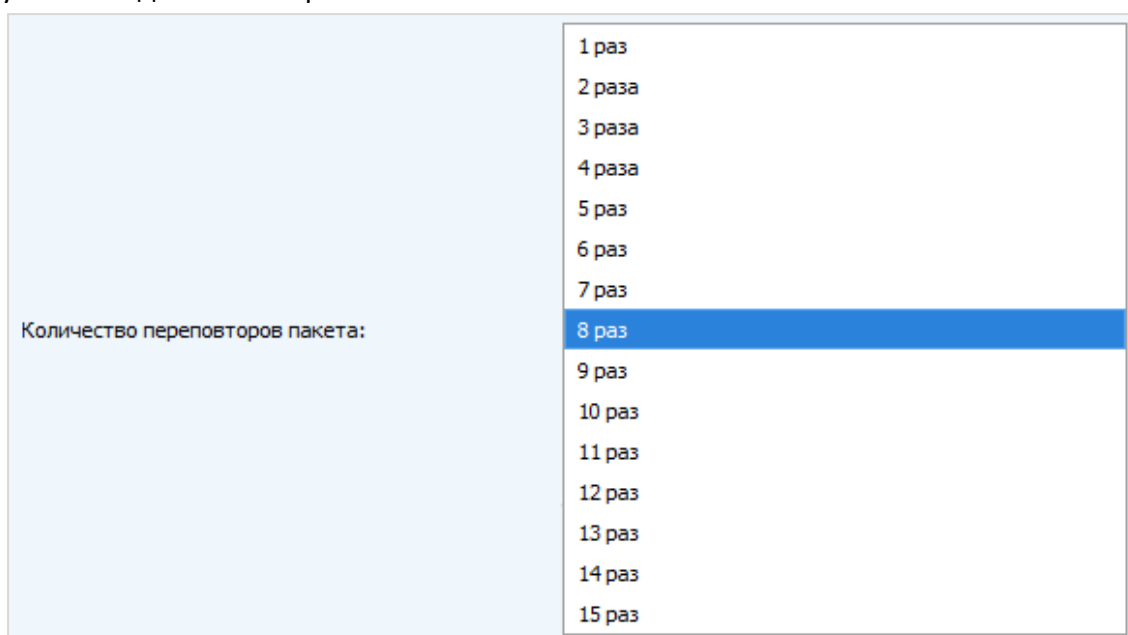 1 раз
2 раза
3 раза
4 раза
5 раз
6 раз
7 раз
Количество переповторов пакета:
8 раз
9 раз
10 раз
11 раз
12 раз
13 раз
14 раз
15 раз